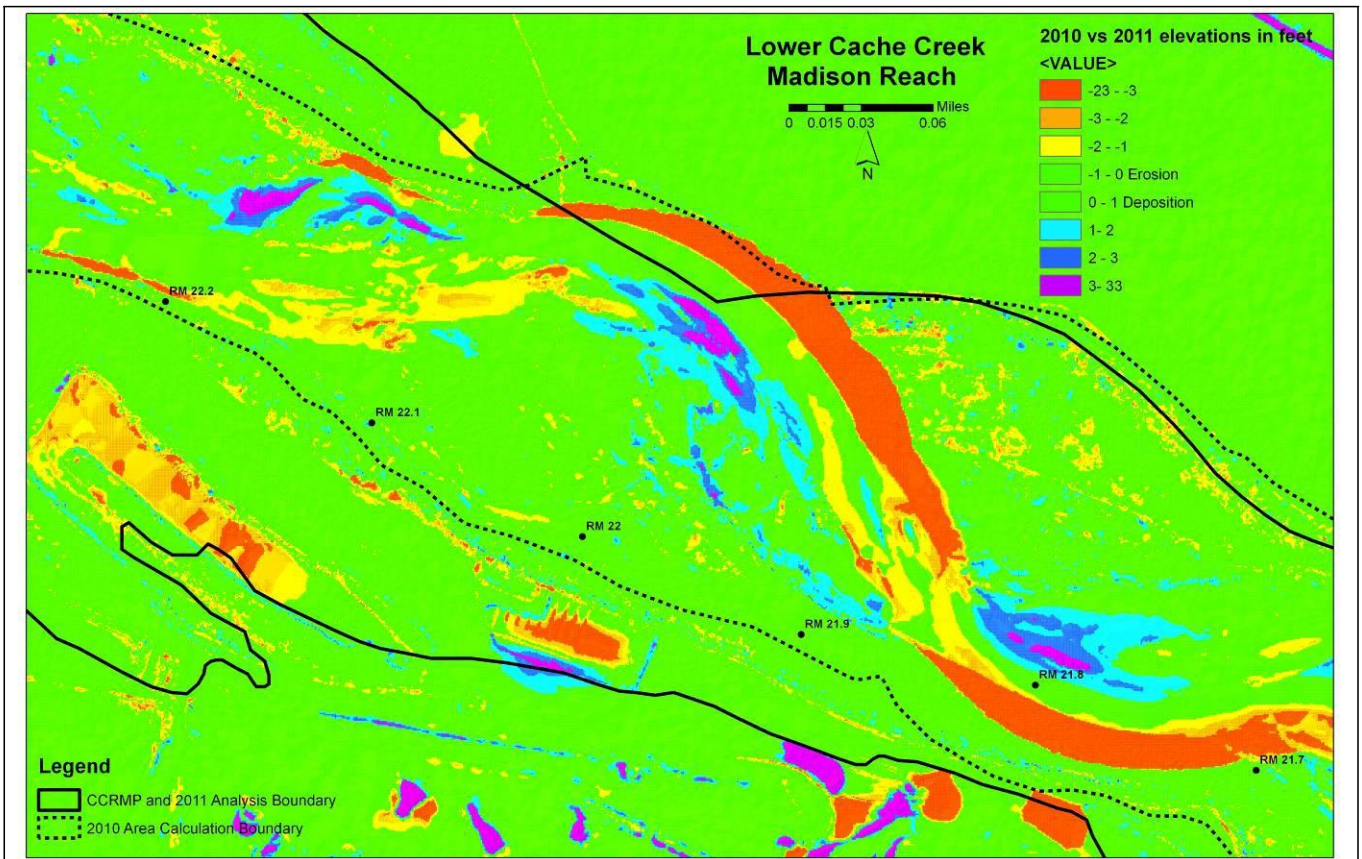 Lower Cache Creek
Madison Reach
Miles
0 0.015 0.03 0.06
N
2010 vs 2011 elevations in feet
<VALUE>
-23 - -3
-3 - -2
-2 - -1
-1 - 0 Erosion
0 - 1 Deposition
1- 2
2 - 3
3- 33
RM 22.2
RM 22.1
RM 22
RM 21.9
RM 21.8
RM 21.7
Legend
CCRMP and 2011 Analysis Boundary
2010 Area Calculation Boundary